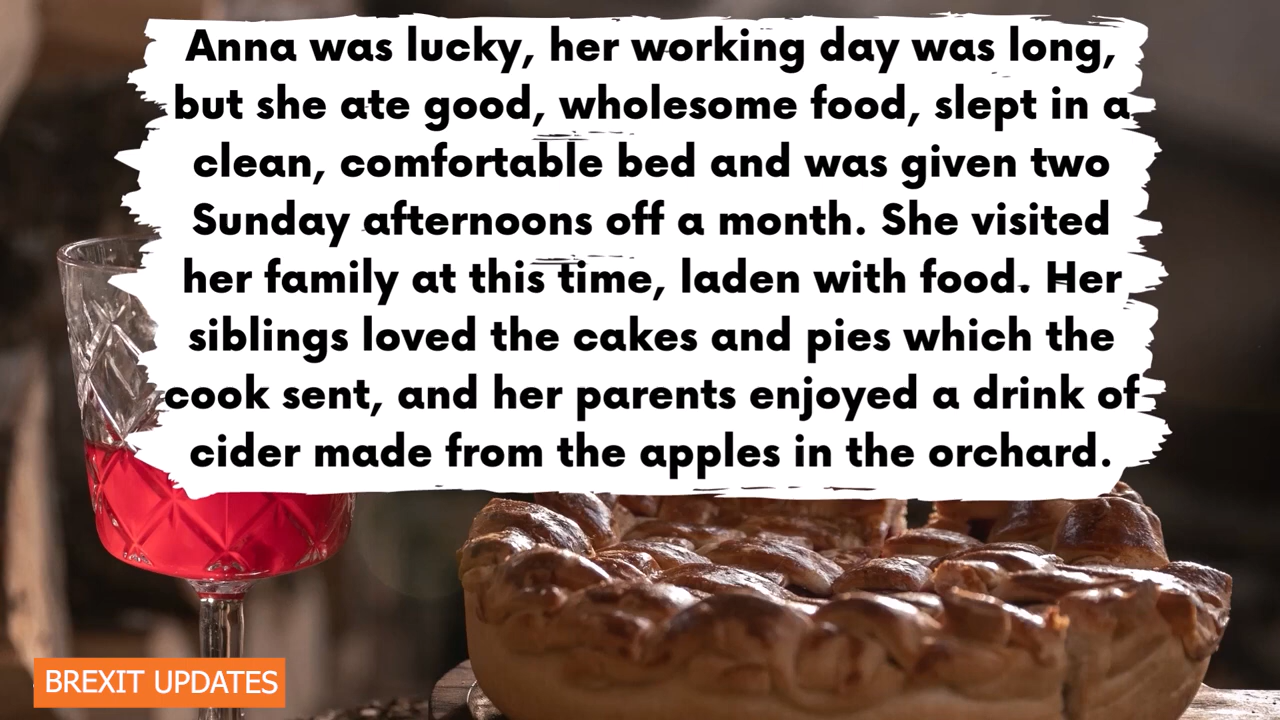 Anna was lucky, her working day was long,
but she ate good, wholesome food, slept in a
clean, comfortable bed and was given two
Sunday afternoons off a month. She visited
her family at this time, laden with food. Her
siblings loved the cakes and pies which the
cook sent, and her parents enjoyed a drink of
cider made from the apples in the orchard.
BREXIT UPDATES